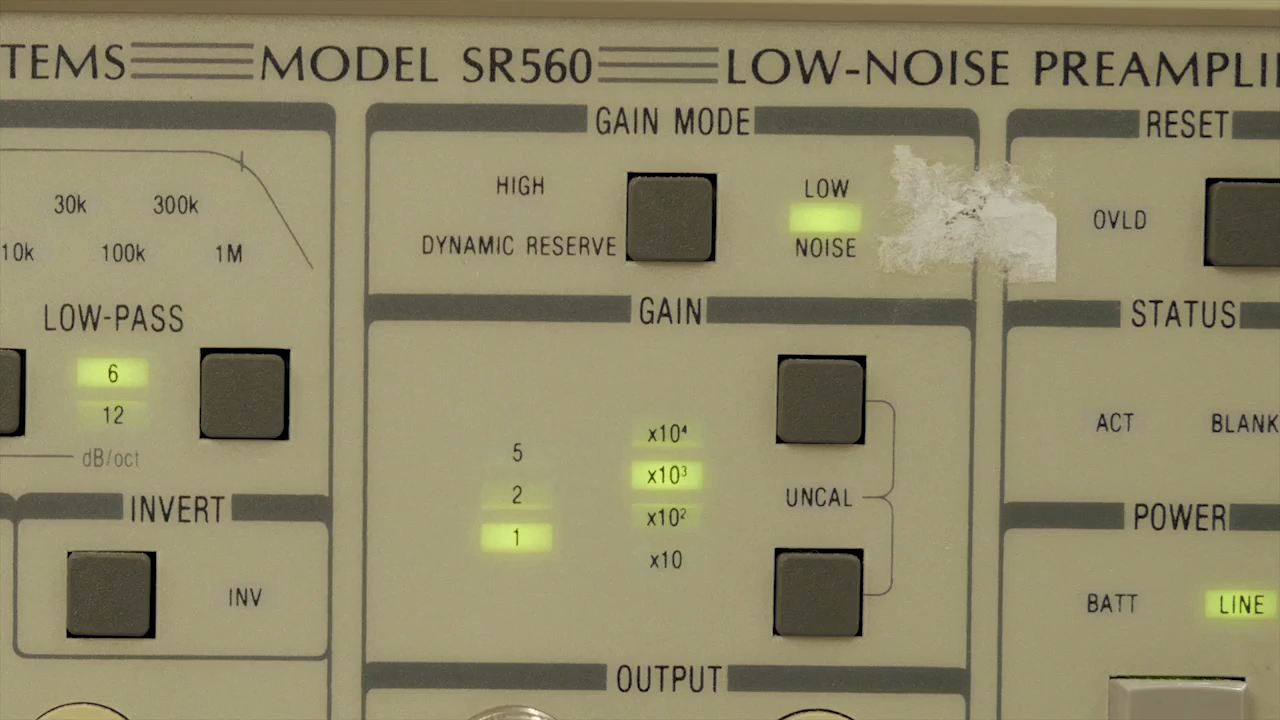 TEMS MODEL SR560 LOW-NOISE PREAMPLI
GAIN MODE
RESET
30k 300k
10k 100k 1M
HIGH
DYNAMIC RESERVE
LOW
NOISE
OVLD
LOW-PASS
6
12
dB/oct
GAIN
5
2
1
x10⁴
x10³
x10²
x10
UNCAL
STATUS
ACT BLANK
INVERT
INV
POWER
BATT LINE
OUTPUT